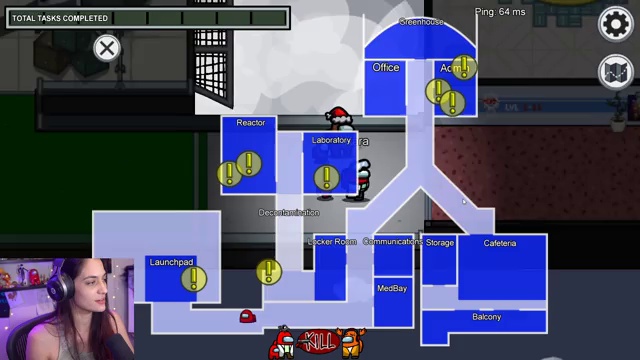 TOTAL TASKS COMPLETED
Ping: 64 ms
Greenhouse
Office
Reactor
Laboratory
Decontamination
Locker Room
Communications
Storage
Cafeteria
Launchpad
MedBay
Balcony
KILL